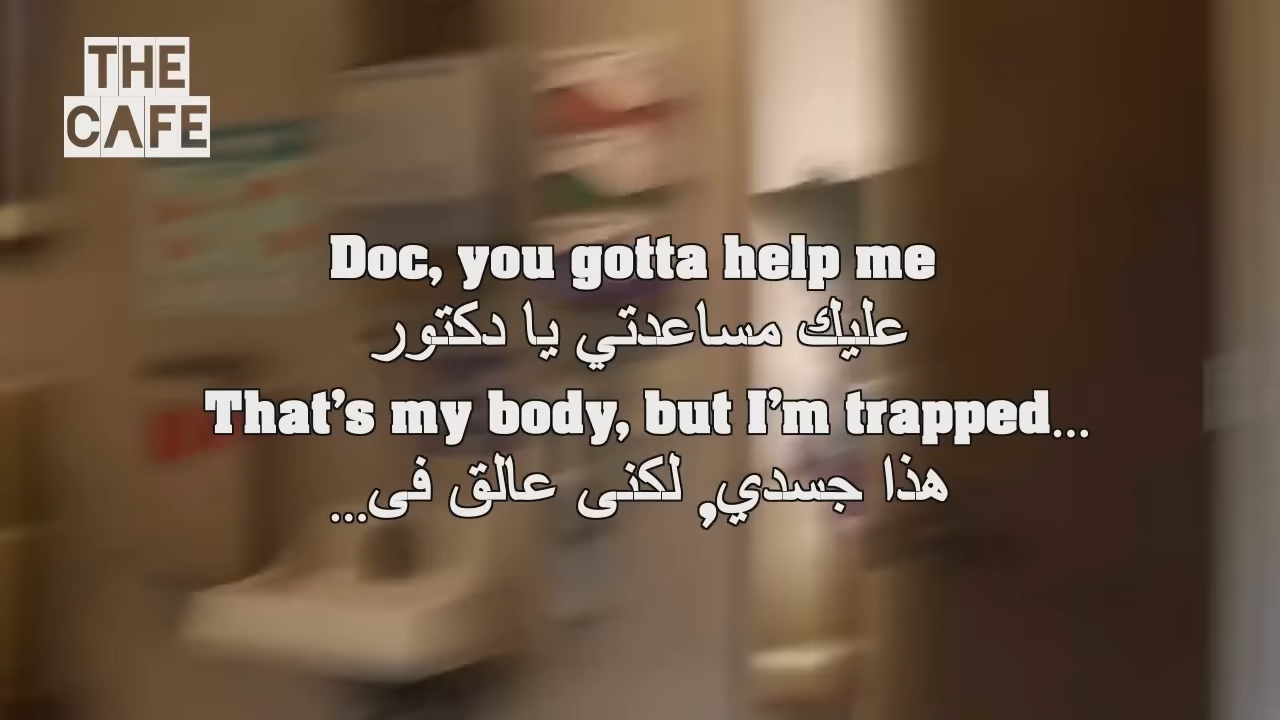 THE
CAFE
Doc, you gotta help me
عليك مساعدتي يا دكتور
That's my body, but I'm trapped...
هذا جسدي, لكنى عالق فى...